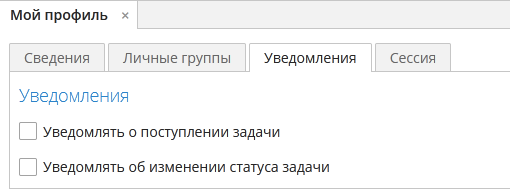 Мой профиль ×
Сведения Личные группы Уведомления Сессия
Уведомления
Уведомлять о поступлении задачи
Уведомлять об изменении статуса задачи